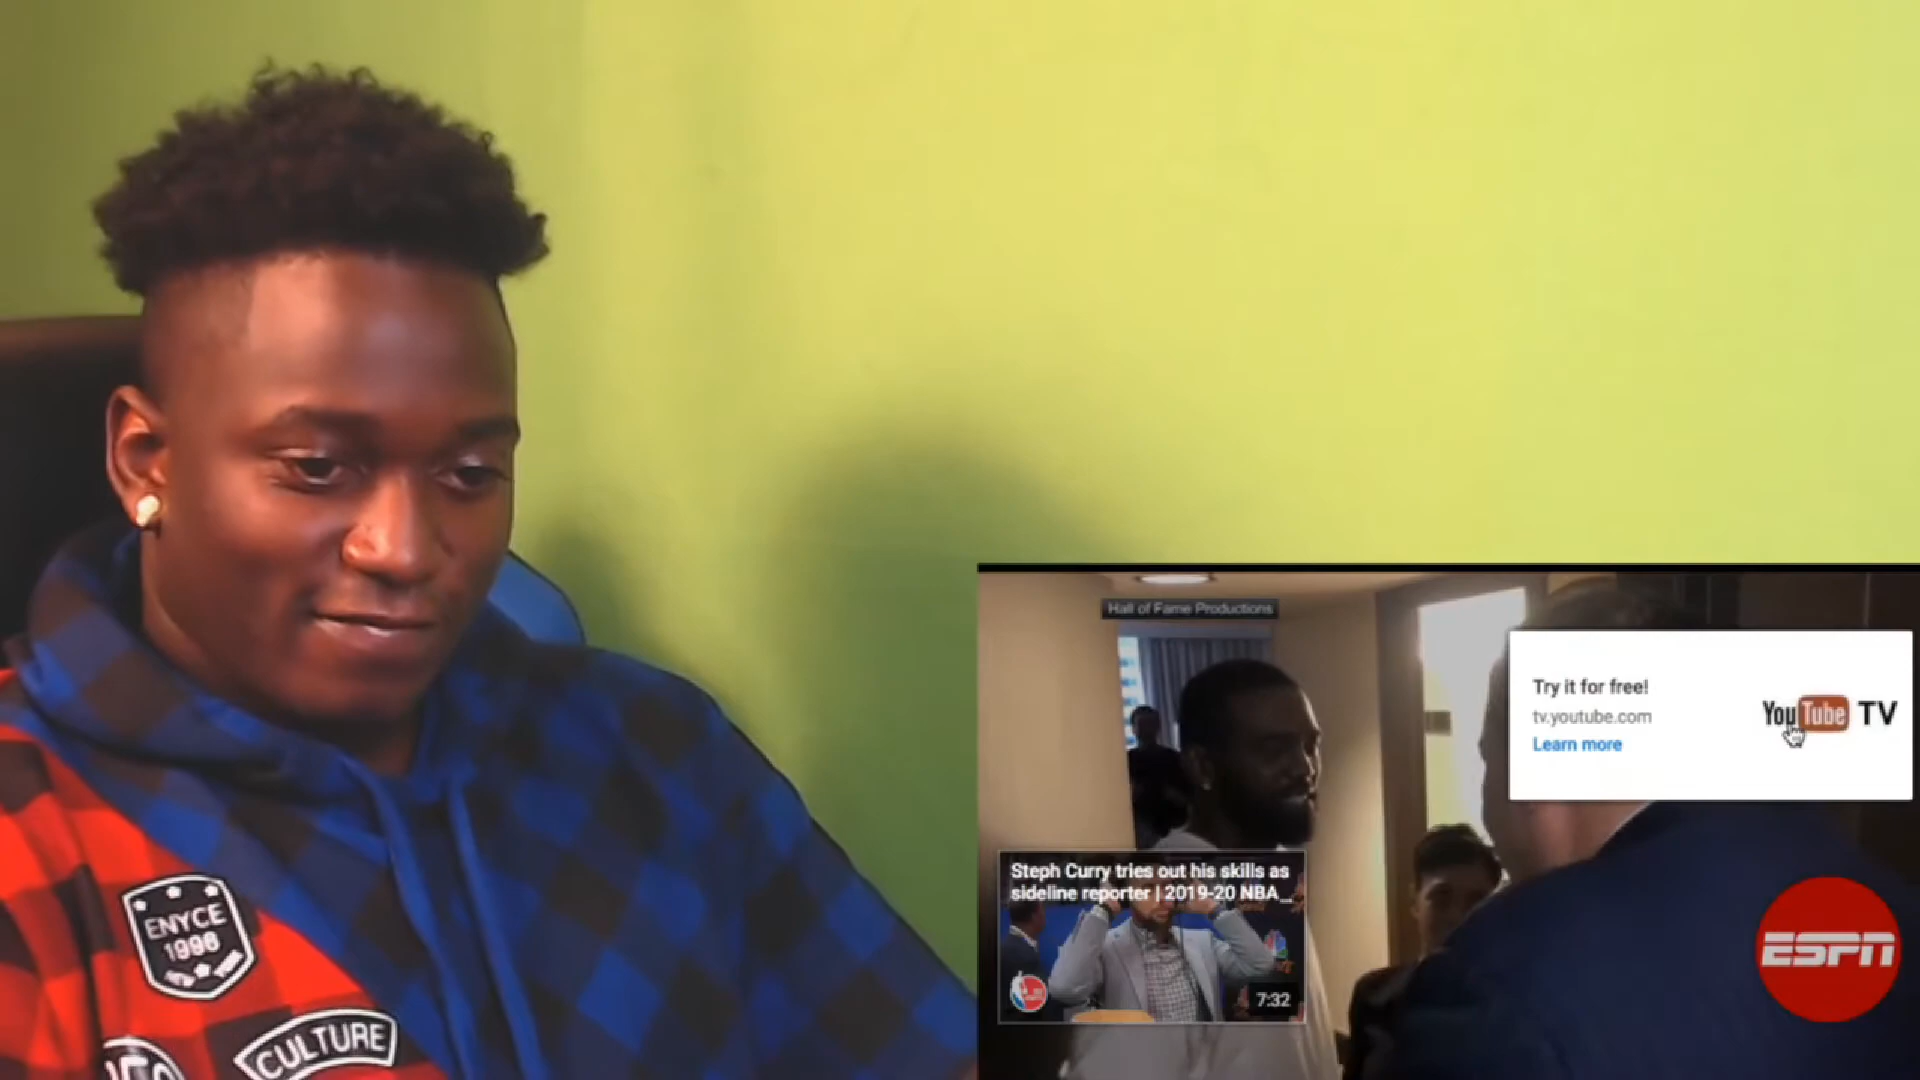 Hall of Fame Productions
Try it for free!
tv.youtube.com
Learn more
YouTube TV
Steph Curry tries out his skills as
sideline reporter | 2019-20 NBA_
7:32
ESPN
ENYCE
1996
CULTURE